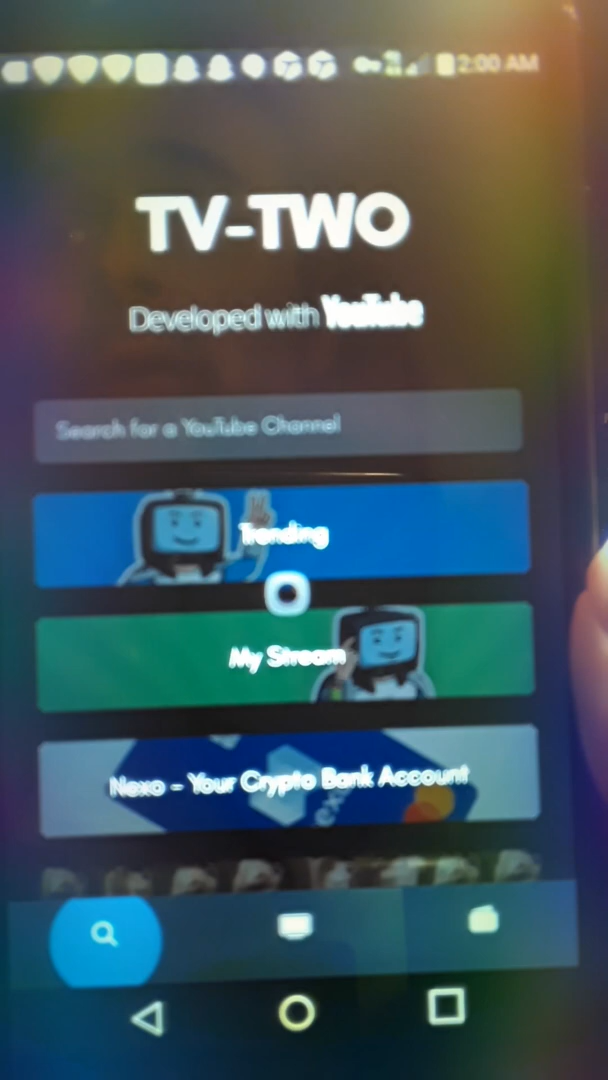 2:00 AM
TV-TWO
Developed with YouTube
Search for a YouTube Channel
Trending
My Stream
Nexo - Your Crypto Bank Account